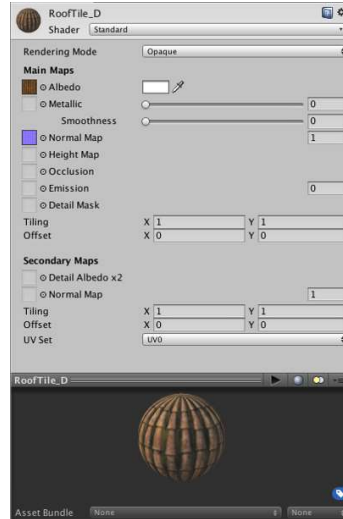 RoofTile_D
Shader Standard
Rendering Mode Opaque
Main Maps
Albedo
Metallic 0
Smoothness 0
Normal Map 1
Height Map
Occlusion
Emission 0
Detail Mask
Tiling X 1 Y 1
Offset X 0 Y 0
Secondary Maps
Detail Albedo x2
Normal Map 1
Tiling X 1 Y 1
Offset X 0 Y 0
UV Set UV0
RoofTile_D
Asset Bundle None None